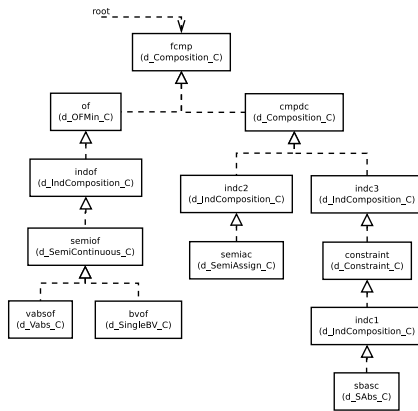 root
fcmp
(d_Composition_C)
of
(d_OFMin_C)
cmpdc
(d_Composition_C)
indof
(d_IndComposition_C)
indc2
(d_IndComposition_C)
indc3
(d_IndComposition_C)
semiof
(d_SemiContinuous_C)
semiac
(d_SemiAssign_C)
constraint
(d_Constraint_C)
vabsof
(d_Vabs_C)
bvof
(d_SingleBV_C)
indc1
(d_IndComposition_C)
sbasc
(d_SAbs_C)